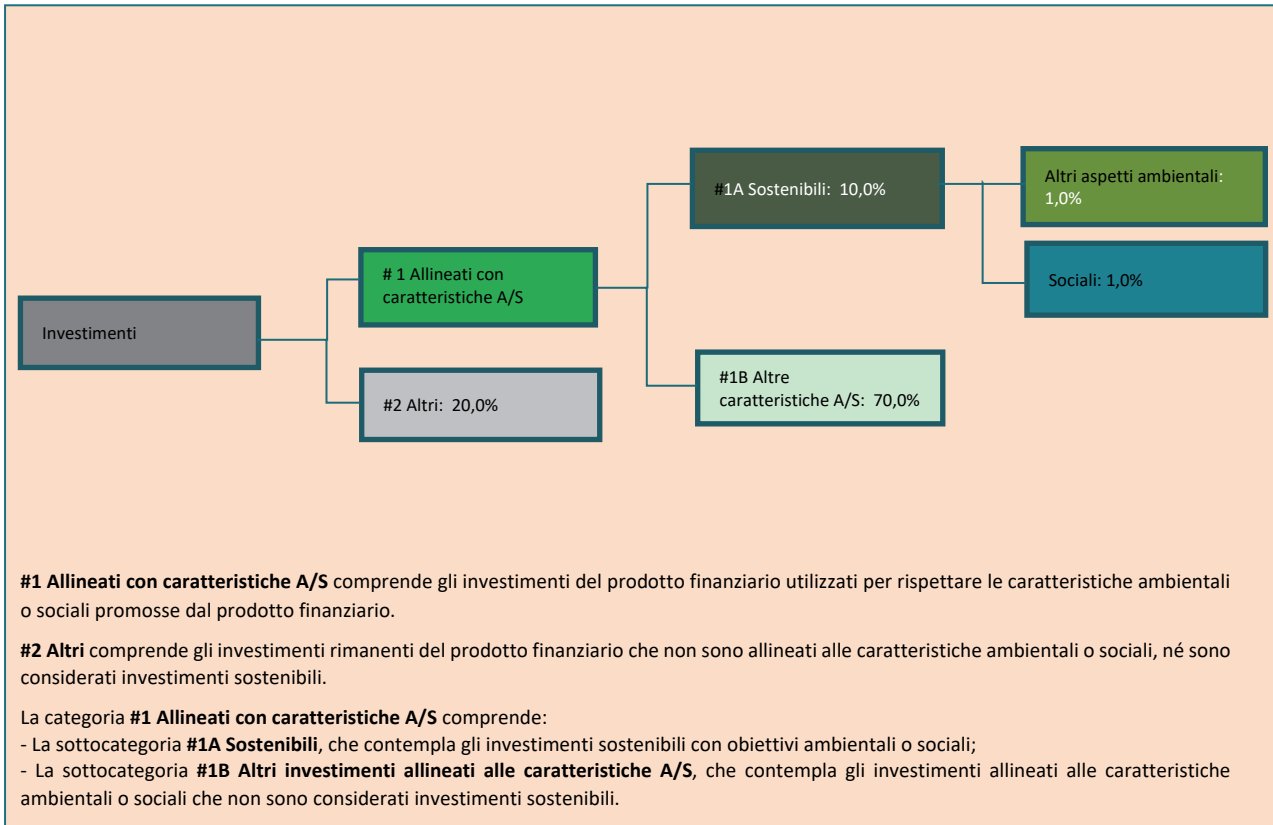 Investimenti
# 1 Allineati con
caratteristiche A/S
#2 Altri: 20,0%
#1A Sostenibili: 10,0%
#1B Altre
caratteristiche A/S: 70,0%
Altri aspetti ambientali:
1,0%
Sociali: 1,0%
#1 Allineati con caratteristiche A/S comprende gli investimenti del prodotto finanziario utilizzati per rispettare le caratteristiche ambientali
o sociali promosse dal prodotto finanziario.
#2 Altri comprende gli investimenti rimanenti del prodotto finanziario che non sono allineati alle caratteristiche ambientali o sociali, né sono
considerati investimenti sostenibili.
La categoria #1 Allineati con caratteristiche A/S comprende:
- La sottocategoria #1A Sostenibili, che contempla gli investimenti sostenibili con obiettivi ambientali o sociali;
- La sottocategoria #1B Altri investimenti allineati alle caratteristiche A/S, che contempla gli investimenti allineati alle caratteristiche
ambientali o sociali che non sono considerati investimenti sostenibili.